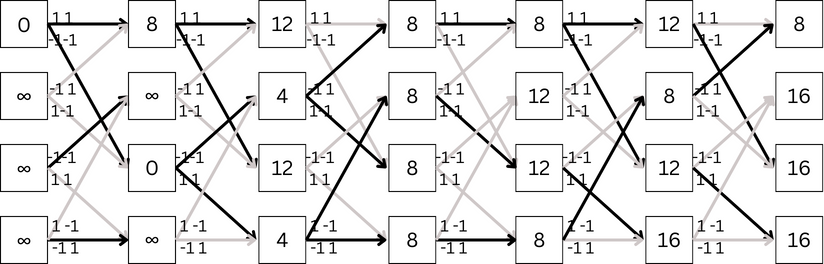 1 1 1 1 1 1 1 1 1 1 1 1
0 8 12 8 8 12 8
-1-1 -1-1 -1-1 -1-1 -1-1 -1-1
-1 1 -1 1 -1 1 -1 1 -1 1 -1 1
∞ ∞ 4 8 12 8 16
1-1 1-1 1-1 1-1 1-1 1-1
-1-1 -1-1 -1-1 -1-1 -1-1 -1-1
∞ 0 12 8 12 12 16
1 1 1 1 1 1 1 1 1 1 1 1
1 -1 1 -1 1 -1 1 -1 1 -1 1 -1
∞ ∞ 4 8 8 16 16
-1 1 -1 1 -1 1 -1 1 -1 1 -1 1